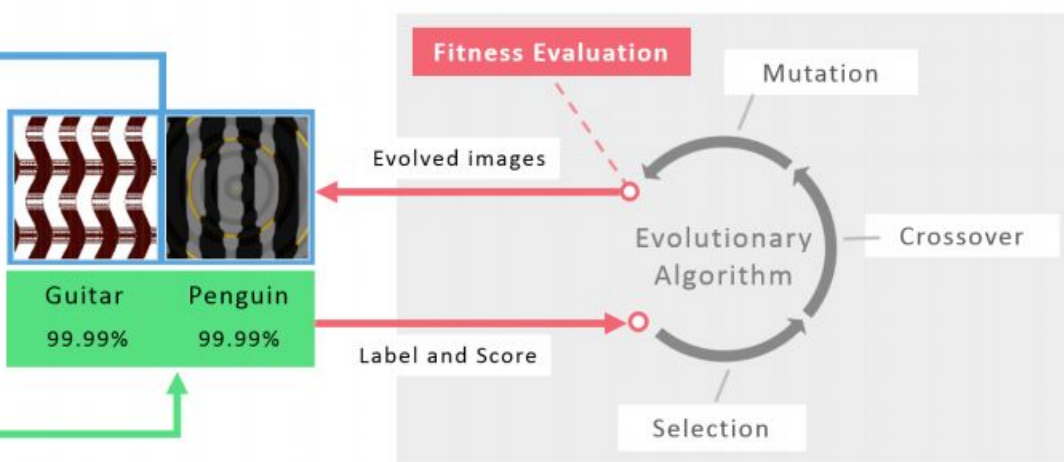 Fitness Evaluation
Mutation
Evolved images
Crossover
Evolutionary
Algorithm
Guitar
Penguin
99.99%
99.99%
Label and Score
Selection